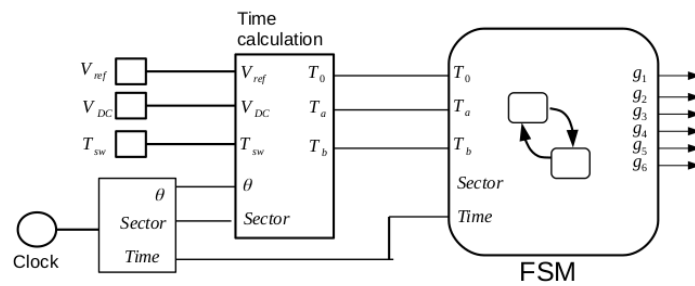 Time
calculation
V_ref
V_DC
T_sw
V_ref
V_DC
T_sw
θ
Sector
T_0
T_a
T_b
θ
Sector
Time
Clock
T_0
T_a
T_b
Sector
Time
g_1
g_2
g_3
g_4
g_5
g_6
FSM